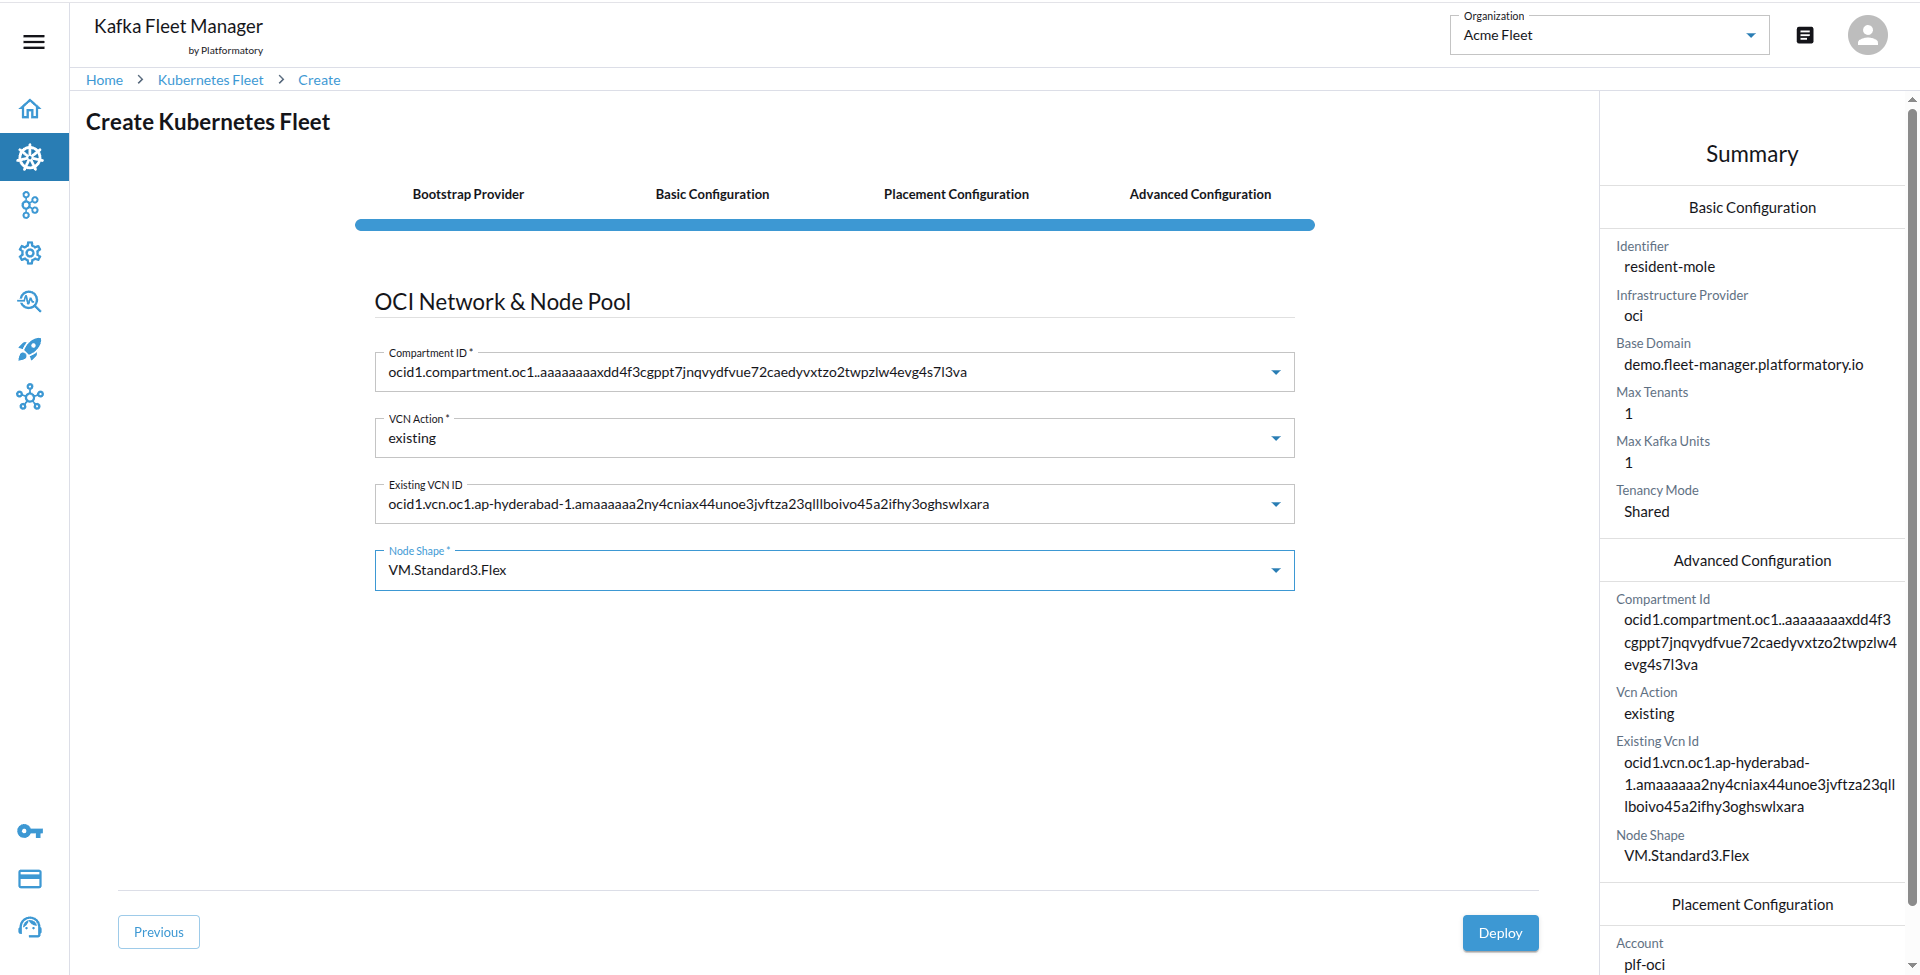 Kafka Fleet Manager
by Platformatory
Organization
Acme Fleet
Home > Kubernetes Fleet > Create
Create Kubernetes Fleet
Bootstrap Provider
Basic Configuration
Placement Configuration
Advanced Configuration
OCI Network & Node Pool
Compartment ID *
ocid1.compartment.oc1..aaaaaaaaxdd4f3cgppt7jnqvydfvue72caedyvxtzo2twpzlw4evg4s7l3va
VCN Action *
existing
Existing VCN ID
ocid1.vcn.oc1.ap-hyderabad-1.amaaaaaa2ny4cniax44unoe3jvftza23qlllboivo45a2ifhy3oghswlxara
Node Shape *
VM.Standard3.Flex
Previous
Deploy
Summary
Basic Configuration
Identifier
resident-mole
Infrastructure Provider
oci
Base Domain
demo.fleet-manager.platformatory.io
Max Tenants
1
Max Kafka Units
1
Tenancy Mode
Shared
Advanced Configuration
Compartment Id
ocid1.compartment.oc1..aaaaaaaaxdd4f3
cgppt7jnqvydfvue72caedyvxtzo2twpzlw4
evg4s7l3va
Vcn Action
existing
Existing Vcn Id
ocid1.vcn.oc1.ap-hyderabad-
1.amaaaaaa2ny4cniax44unoe3jvftza23qll
lboivo45a2ifhy3oghswlxara
Node Shape
VM.Standard3.Flex
Placement Configuration
Account
plf-oci